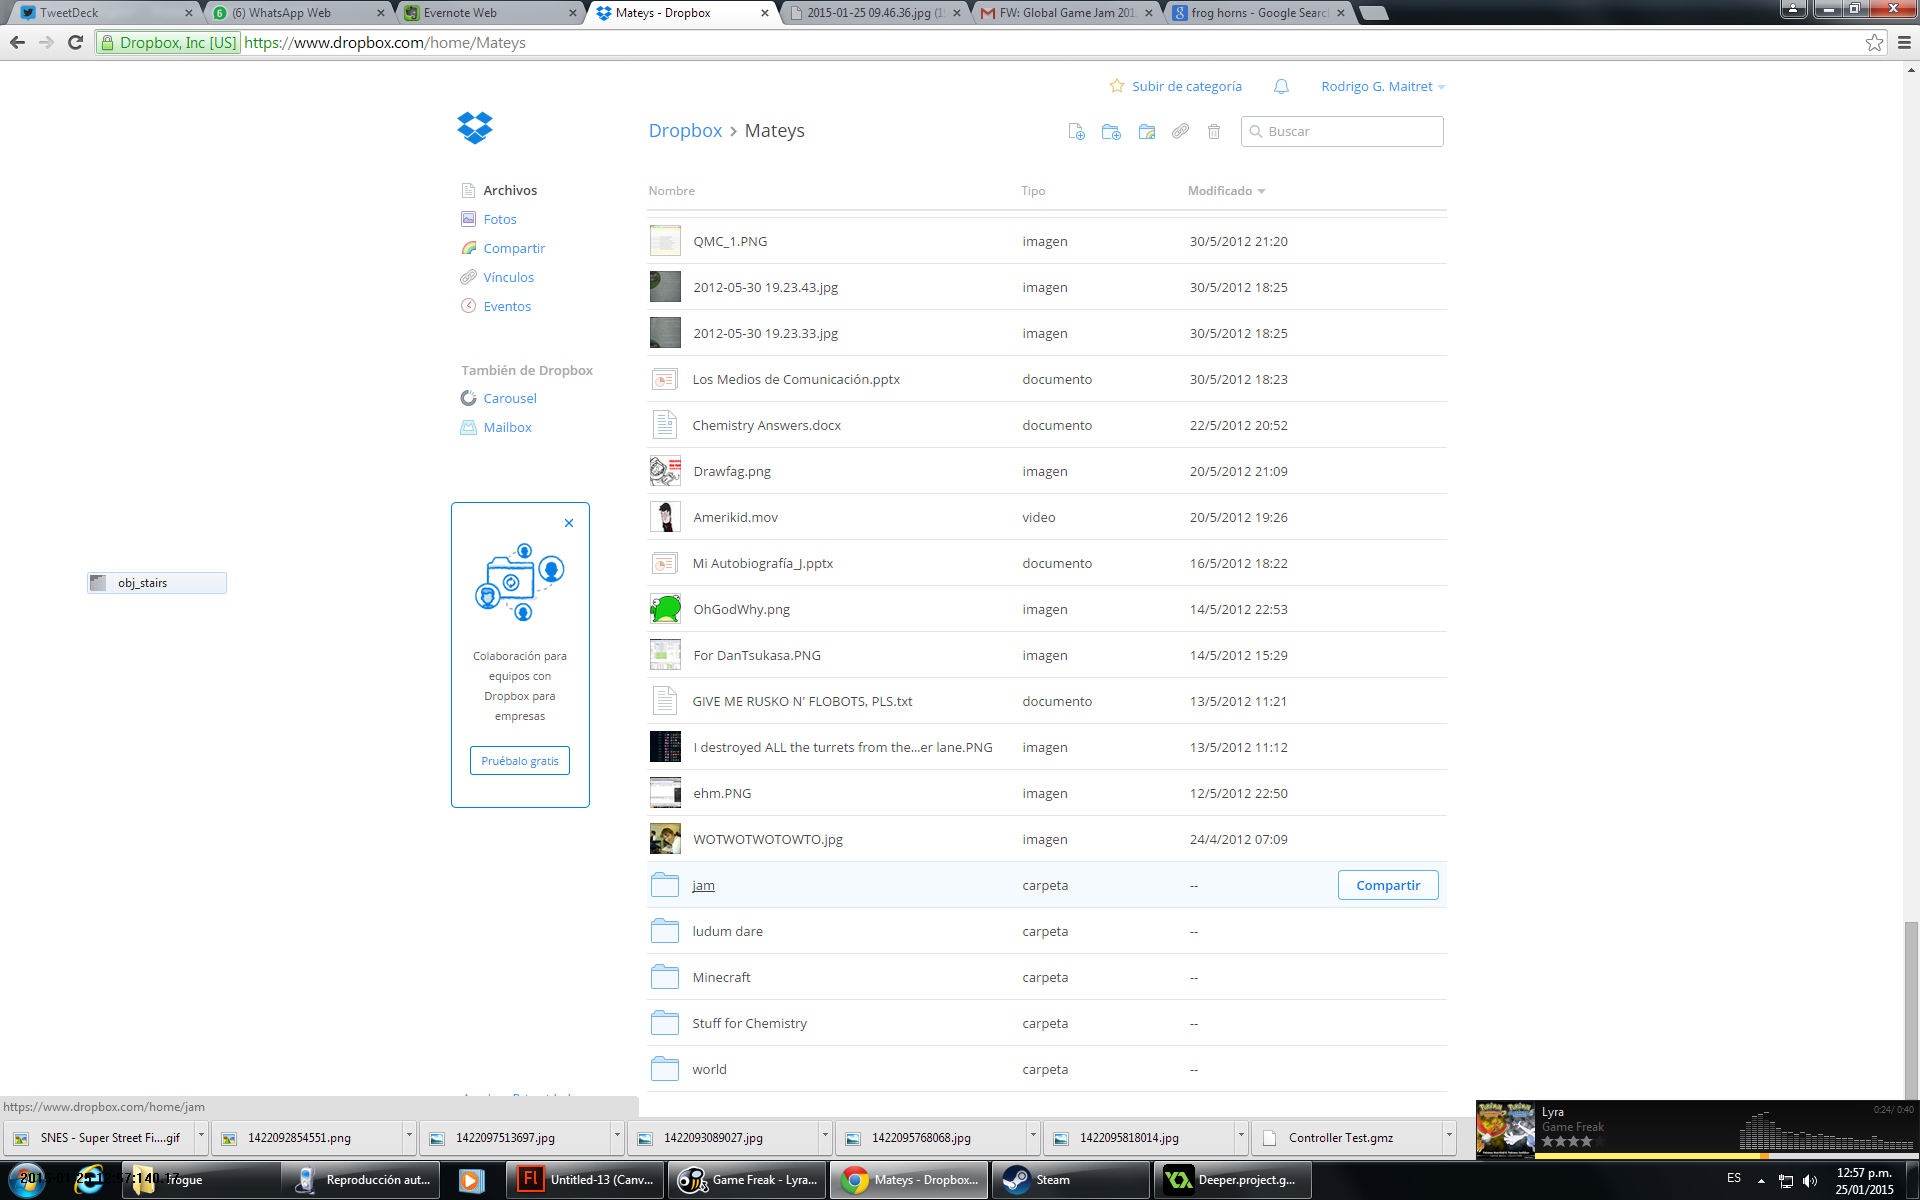 TweetDeck
(6) WhatsApp Web
Evernote Web
Mateys - Dropbox
2015-01-25 09.46.36.jpg
FW: Global Game Jam 201
frog horns - Google Search
Dropbox, Inc [US] https://www.dropbox.com/home/Mateys
Subir de categoría
Rodrigo G. Maitret
Dropbox > Mateys
Buscar
Archivos
Fotos
Compartir
Vínculos
Eventos
También de Dropbox
Carousel
Mailbox
Colaboración para
equipos con
Dropbox para
empresas
Pruébalo gratis
obj_stairs
Nombre Tipo Modificado
QMC_1.PNG imagen 30/5/2012 21:20
2012-05-30 19.23.43.jpg imagen 30/5/2012 18:25
2012-05-30 19.23.33.jpg imagen 30/5/2012 18:25
Los Medios de Comunicación.pptx documento 30/5/2012 18:23
Chemistry Answers.docx documento 22/5/2012 20:52
Drawfag.png imagen 20/5/2012 21:09
Amerikid.mov video 20/5/2012 19:26
Mi Autobiografía_J.pptx documento 16/5/2012 18:22
OhGodWhy.png imagen 14/5/2012 22:53
For DanTsukasa.PNG imagen 14/5/2012 15:29
GIVE ME RUSKO N' FLOBOTS, PLS.txt documento 13/5/2012 11:21
I destroyed ALL the turrets from the...er lane.PNG imagen 13/5/2012 11:12
ehm.PNG imagen 12/5/2012 22:50
WOTWOTWOTOWTO.jpg imagen 24/4/2012 07:09
jam carpeta -- Compartir
ludum dare carpeta --
Minecraft carpeta --
Stuff for Chemistry carpeta --
world carpeta --
https://www.dropbox.com/home/jam
SNES - Super Street Fi....gif
1422092854551.png
1422097513697.jpg
1422093089027.jpg
1422095768068.jpg
1422095818014.jpg
Controller Test.gmz
Lyra
Game Freak
0:24/ 0:40
2015-01-25 12:57:140.17
Reproducción aut...
Untitled-13 (Canv...
Game Freak - Lyra...
Mateys - Dropbox...
Steam
Deeper.project.g...
ES
12:57 p.m.
25/01/2015